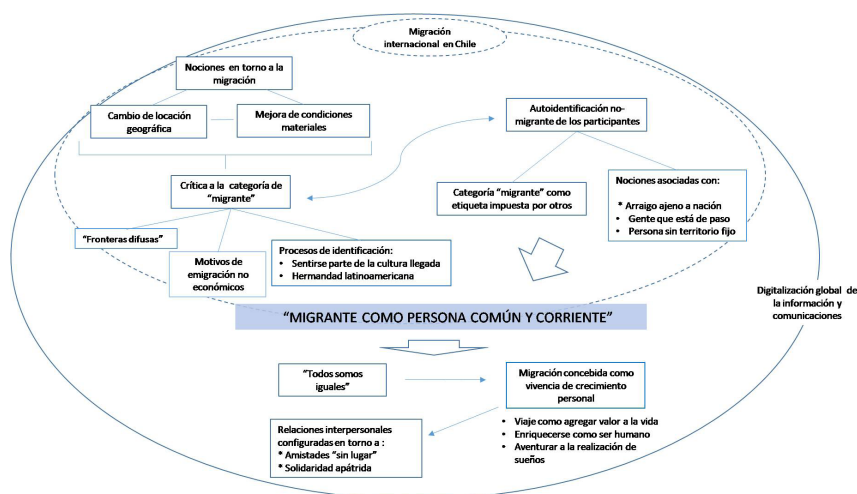 Migración
internacional en Chile
Nociones en torno a la
migración
Cambio de locación
geográfica
Mejora de condiciones
materiales
Autoidentificación no-
migrante de los participantes
Crítica a la categoría de
"migrante"
Categoría "migrante" como
etiqueta impuesta por otros
Nociones asociadas con:
* Arraigo ajeno a nación
• Gente que está de paso
• Persona sin territorio fijo
"Fronteras difusas"
Motivos de
emigración no
económicos
Procesos de identificación:
• Sentirse parte de la cultura llegada
• Hermandad latinoamericana
Digitalización global de
la información y
comunicaciones
"MIGRANTE COMO PERSONA COMÚN Y CORRIENTE"
"Todos somos
iguales"
Migración concebida como
vivencia de crecimiento
personal
• Viaje como agregar valor a la vida
• Enriquecerse como ser humano
• Aventurar a la realización de
sueños
Relaciones interpersonales
configuradas en torno a :
* Amistades "sin lugar"
* Solidaridad apátrida